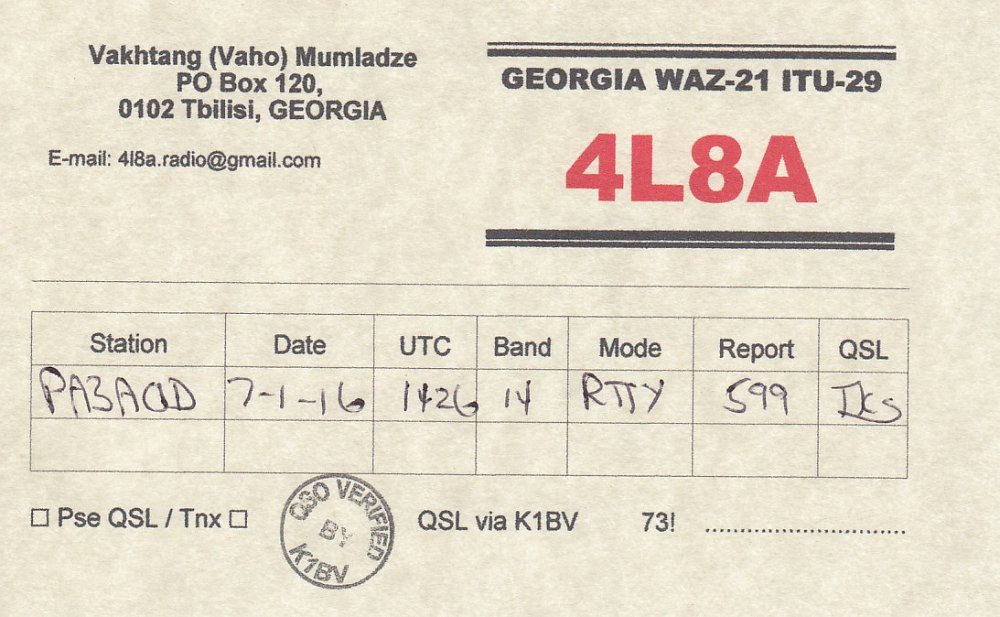 Vakhtang (Vaho) Mumladze
PO Box 120,
0102 Tbilisi, GEORGIA
E-mail: 4l8a.radio@gmail.com
GEORGIA WAZ-21 ITU-29
4L8A
Station Date UTC Band Mode Report QSL
7-1-16 1426 14 RTTY 599 Tks
Pse QSL / Tnx
QSO VERIFIED
BY
K1BV
QSL via K1BV 73!